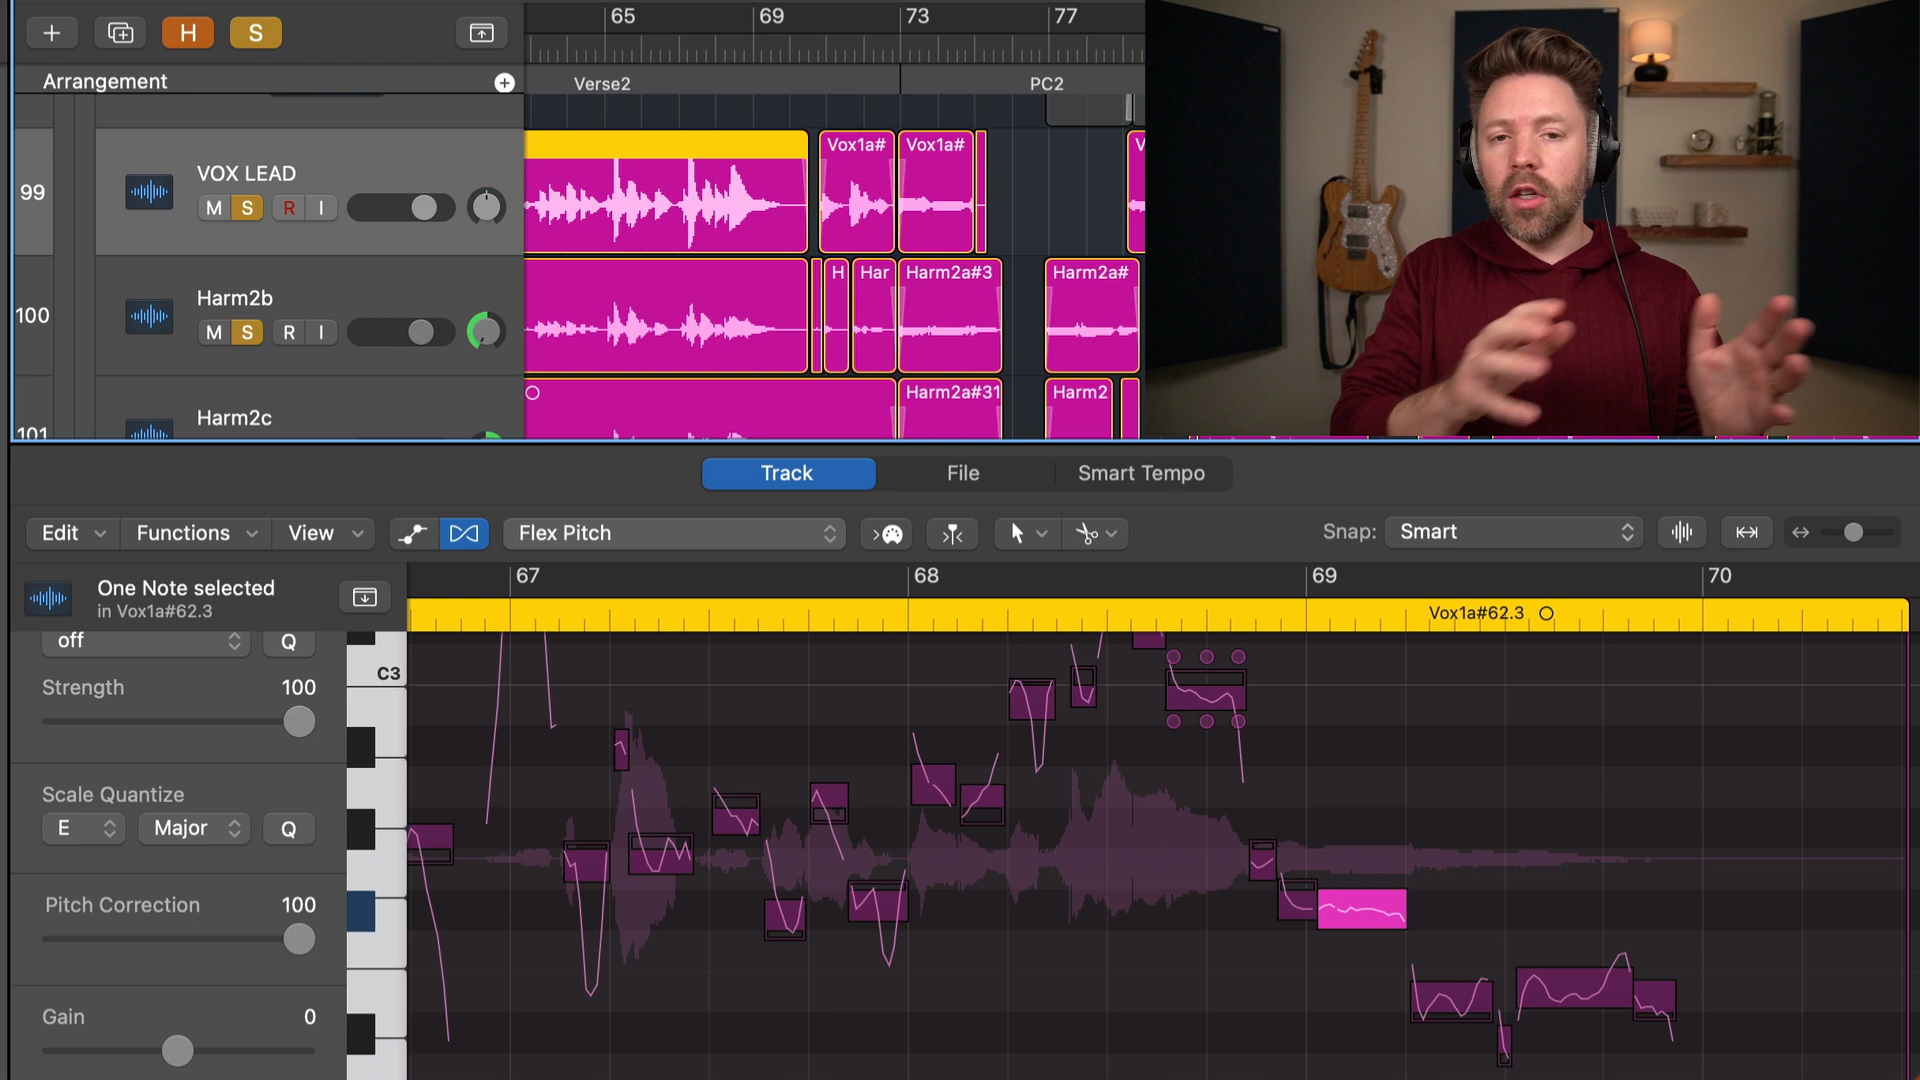 H
S
65
69
73
77
Arrangement
Verse2
PC2
99
VOX LEAD
M
S
R
I
Vox1a#
Vox1a#
V
100
Harm2b
M
S
R
I
H
Har
Harm2a#3
Harm2a#
101
Harm2c
Harm2a#31
Harm2
Track
File
Smart Tempo
Edit
Functions
View
Flex Pitch
Snap:
Smart
One Note selected
in Vox1a#62.3
67
68
69
70
Vox1a#62.3
off
Q
C3
Strength
100
Scale Quantize
E
Major
Q
Pitch Correction
100
Gain
0